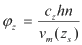 φz = czhn / vm(zs)